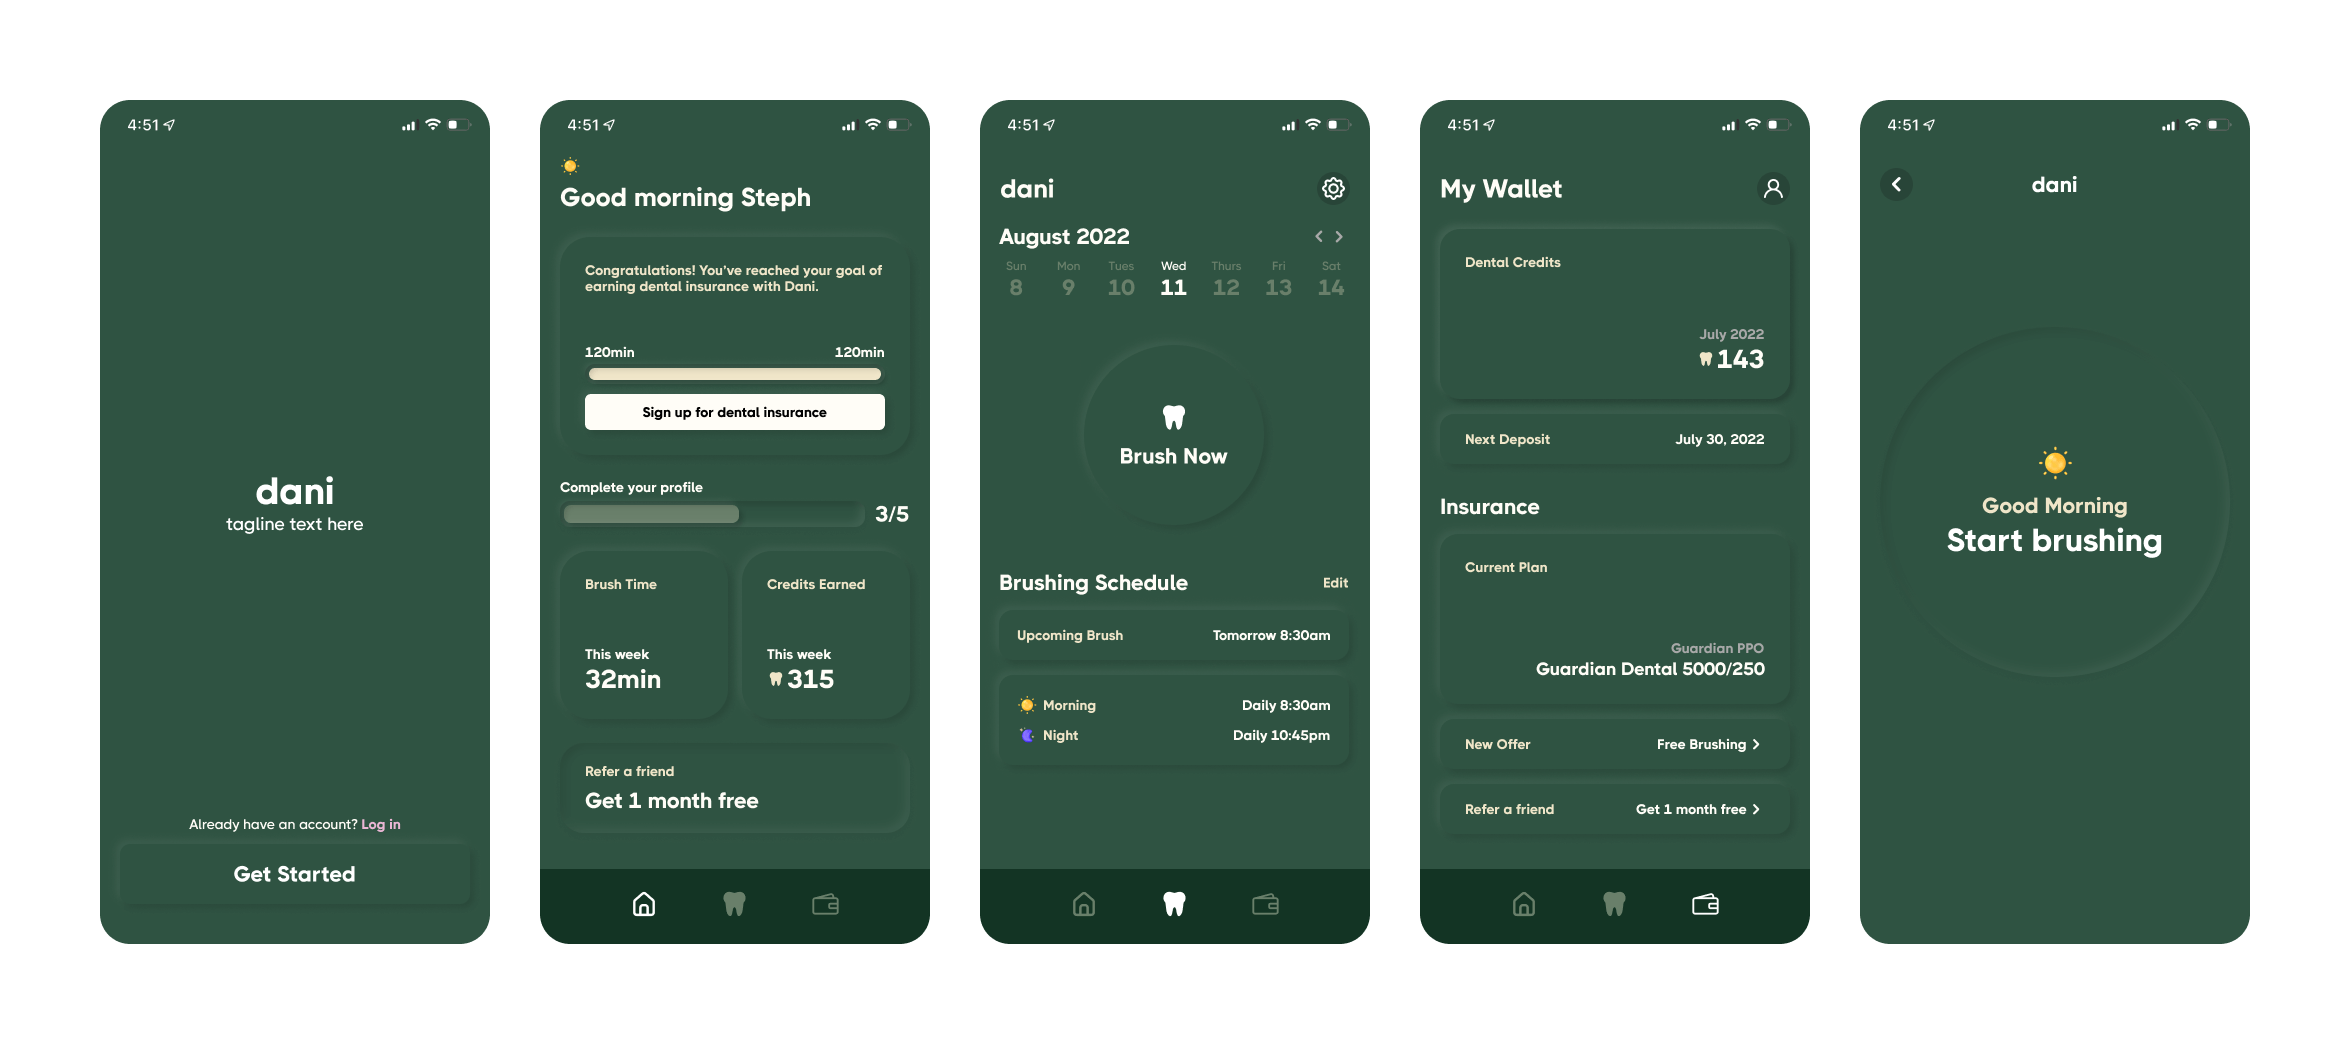 4:51
dani
tagline text here
Already have an account? Log in
Get Started
4:51
Good morning Steph
Congratulations! You've reached your goal of
earning dental insurance with Dani.
120min 120min
Sign up for dental insurance
Complete your profile
3/5
Brush Time
This week
32min
Credits Earned
This week
315
Refer a friend
Get 1 month free
4:51
dani
August 2022
Sun Mon Tues Wed Thurs Fri Sat
8 9 10 11 12 13 14
Brush Now
Brushing Schedule Edit
Upcoming Brush Tomorrow 8:30am
Morning Daily 8:30am
Night Daily 10:45pm
4:51
My Wallet
Dental Credits
July 2022
143
Next Deposit July 30, 2022
Insurance
Current Plan
Guardian PPO
Guardian Dental 5000/250
New Offer Free Brushing
Refer a friend Get 1 month free
4:51
dani
Good Morning
Start brushing